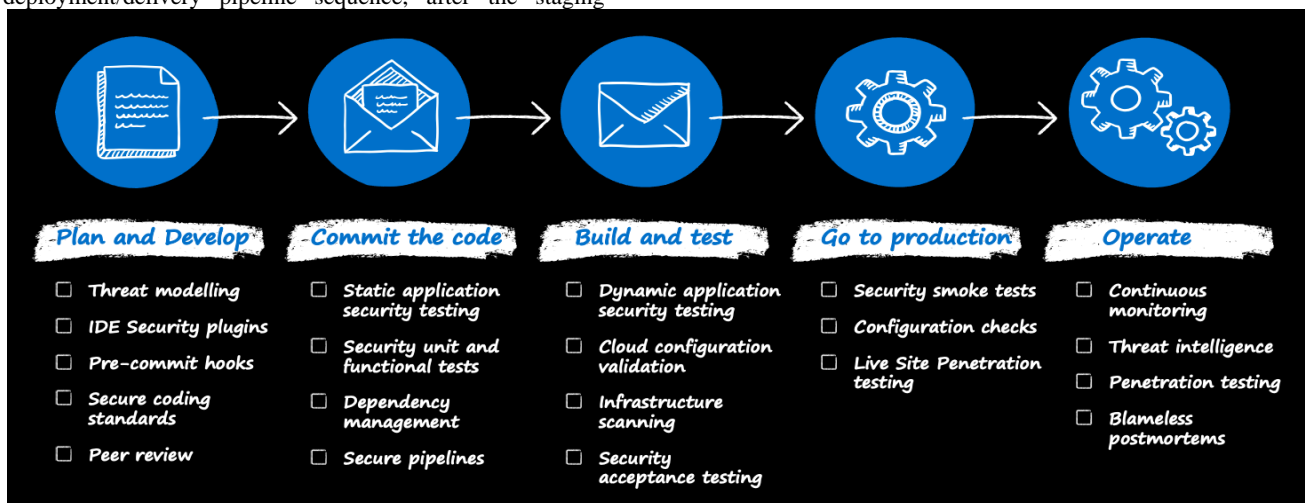 deployment/delivery pipeline sequence, after the staging
Plan and Develop
Threat modelling
IDE Security plugins
Pre-commit hooks
Secure coding
standards
Peer review
Commit the code
Static application
security testing
Security unit and
functional tests
Dependency
management
Secure pipelines
Build and test
Dynamic application
security testing
Cloud configuration
validation
Infrastructure
scanning
Security
acceptance testing
Go to production
Security smoke tests
Configuration checks
Live Site Penetration
testing
Operate
Continuous
monitoring
Threat intelligence
Penetration testing
Blameless
postmortems